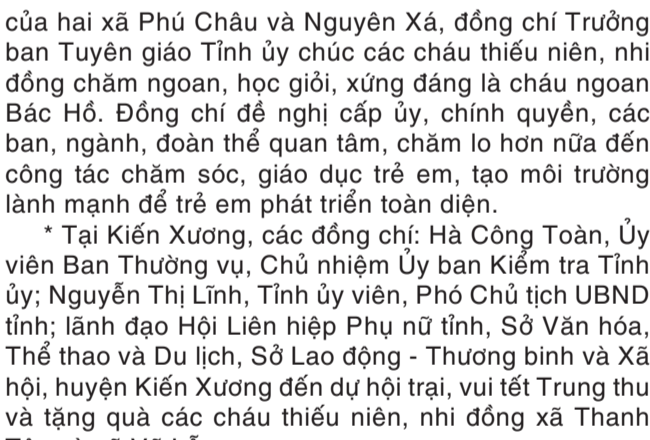 của hai xã Phú Châu và Nguyên Xá, đồng chí Trưởng
ban Tuyên giáo Tỉnh ủy chúc các cháu thiếu niên, nhi
đồng chăm ngoan, học giỏi, xứng đáng là cháu ngoan
Bác Hồ. Đồng chí đề nghị cấp ủy, chính quyền, các
ban, ngành, đoàn thể quan tâm, chăm lo hơn nữa đến
công tác chăm sóc, giáo dục trẻ em, tạo môi trường
lành mạnh để trẻ em phát triển toàn diện.
* Tại Kiến Xương, các đồng chí: Hà Công Toàn, Ủy
viên Ban Thường vụ, Chủ nhiệm Ủy ban Kiểm tra Tỉnh
ủy; Nguyễn Thị Lĩnh, Tỉnh ủy viên, Phó Chủ tịch UBND
tỉnh; lãnh đạo Hội Liên hiệp Phụ nữ tỉnh, Sở Văn hóa,
Thể thao và Du lịch, Sở Lao động - Thương binh và Xã
hội, huyện Kiến Xương đến dự hội trại, vui tết Trung thu
và tặng quà các cháu thiếu niên, nhi đồng xã Thanh